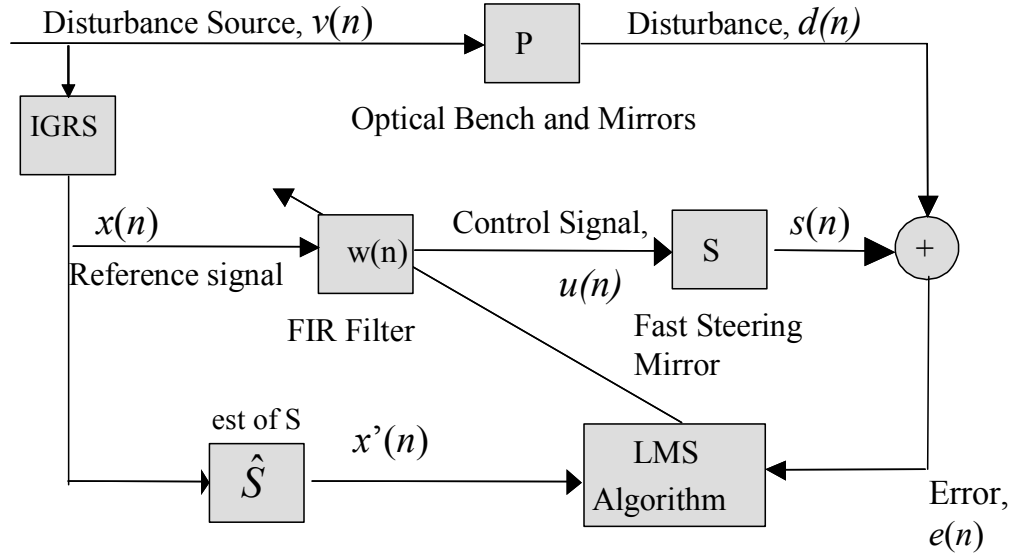 Disturbance Source, v(n)
P
Disturbance, d(n)
IGRS
Optical Bench and Mirrors
x(n)
Reference signal
w(n)
FIR Filter
Control Signal,
u(n)
S
Fast Steering
Mirror
s(n)
+
est of S
Ŝ
x’(n)
LMS
Algorithm
Error,
e(n)